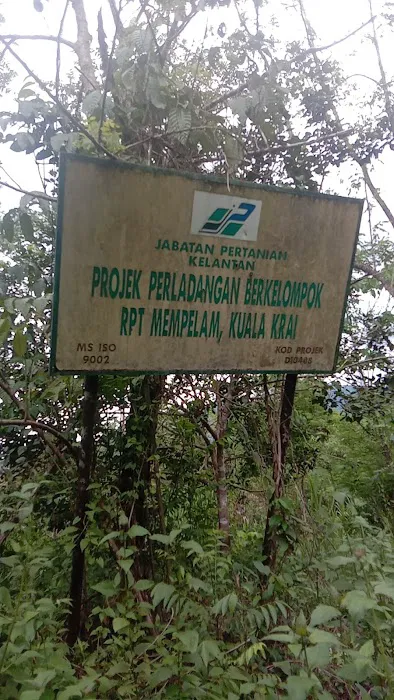 JABATAN PERTANIAN
KELANTAN
PROJEK PERLADANGAN BERKELOMPOK
RPT MEMPELAM, KUALA KRAI
MS ISO
9002
KOD PROJEK